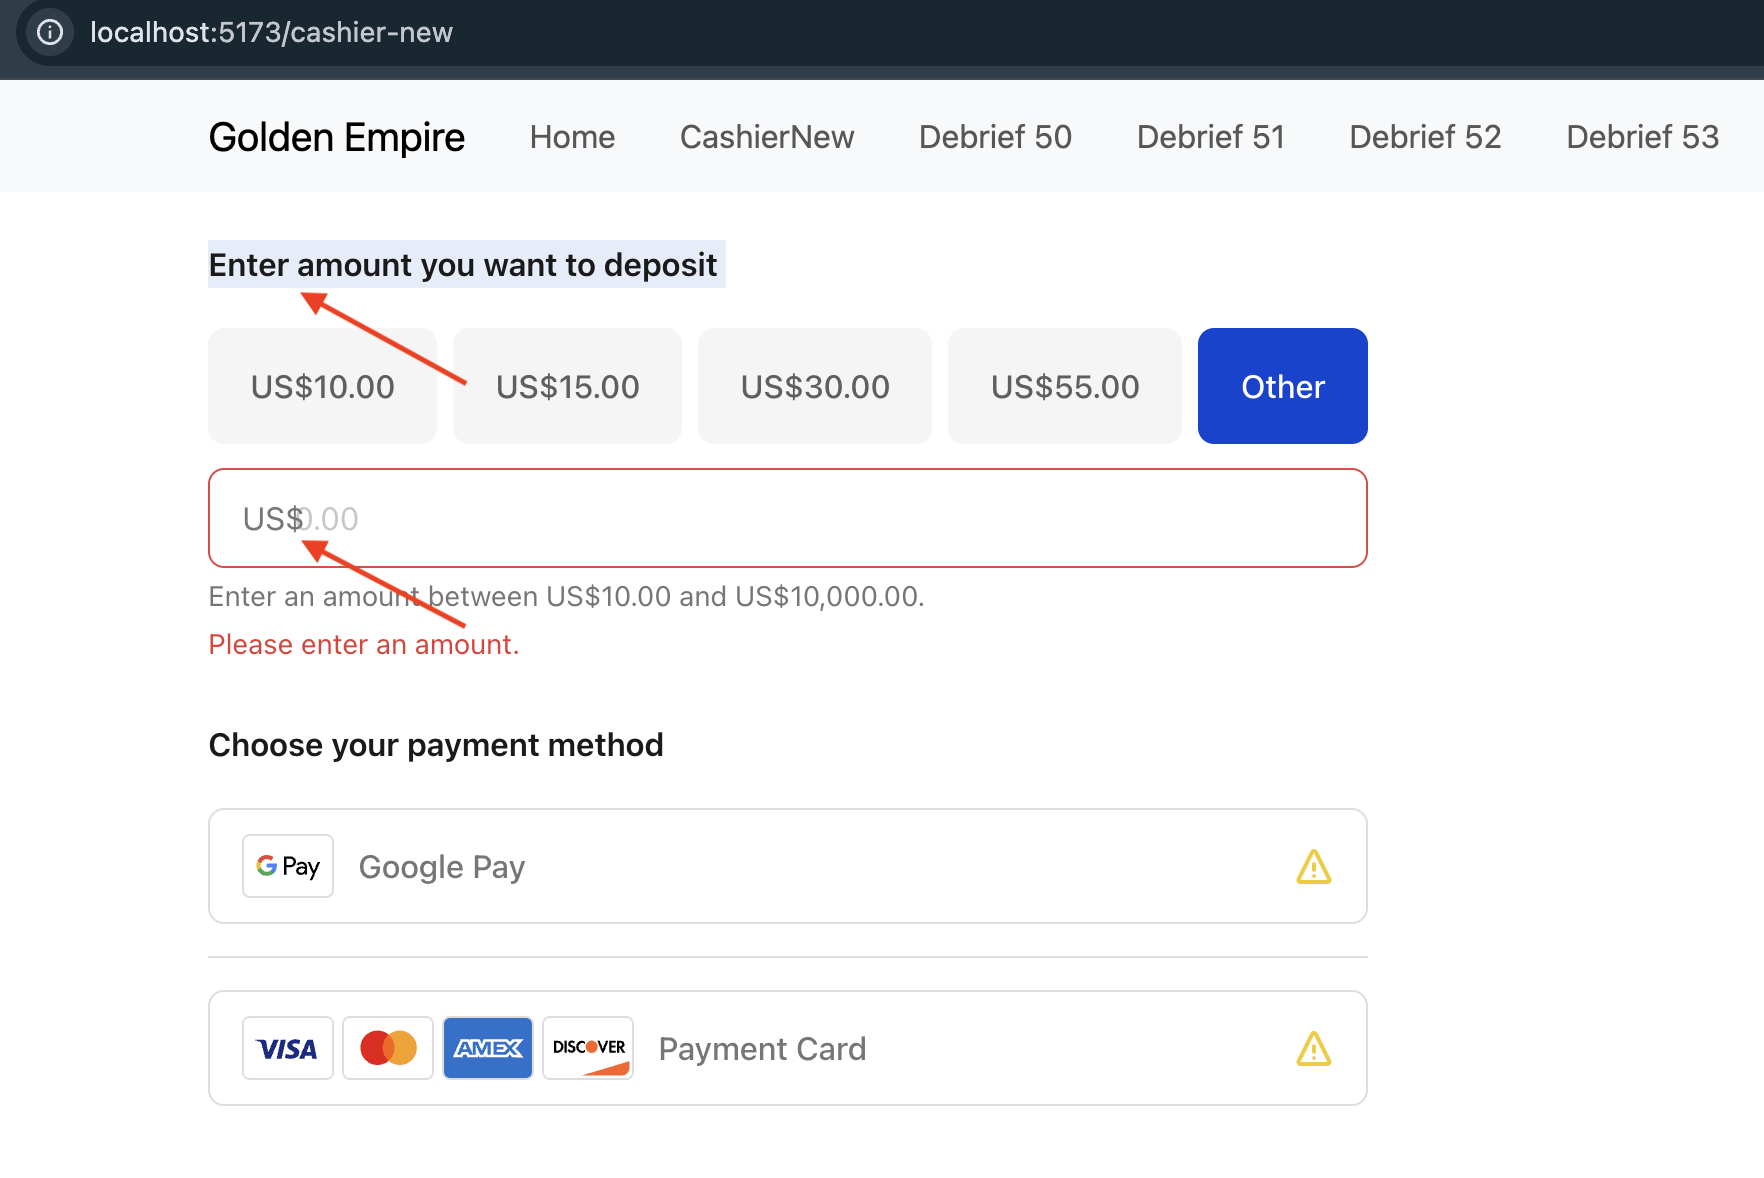 localhost:5173/cashier-new
Golden Empire Home CashierNew Debrief 50 Debrief 51 Debrief 52 Debrief 53
Enter amount you want to deposit
US$10.00 US$15.00 US$30.00 US$55.00 Other
US$0.00
Enter an amount between US$10.00 and US$10,000.00.
Please enter an amount.
Choose your payment method
G Pay Google Pay
VISA AMEX DISCOVER Payment Card